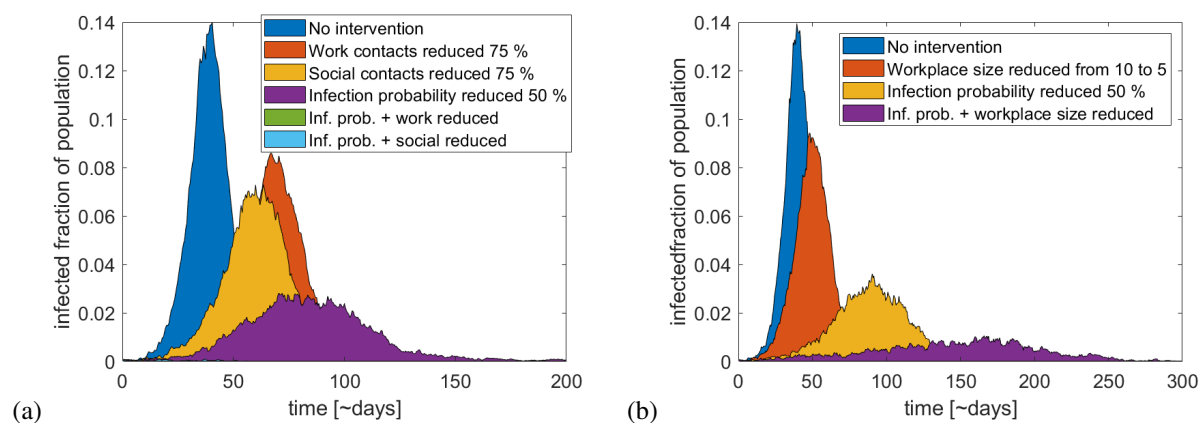 0.14
0.12
0.1
0.08
0.06
0.04
0.02
0
infected fraction of population
No intervention
Work contacts reduced 75 %
Social contacts reduced 75 %
Infection probability reduced 50 %
Inf. prob. + work reduced
Inf. prob. + social reduced
0 50 100 150 200
time [~days]
(a)
0.14
0.12
0.1
0.08
0.06
0.04
0.02
0
infectedfraction of population
No intervention
Workplace size reduced from 10 to 5
Infection probability reduced 50 %
Inf. prob. + workplace size reduced
0 50 100 150 200 250 300
time [~days]
(b)